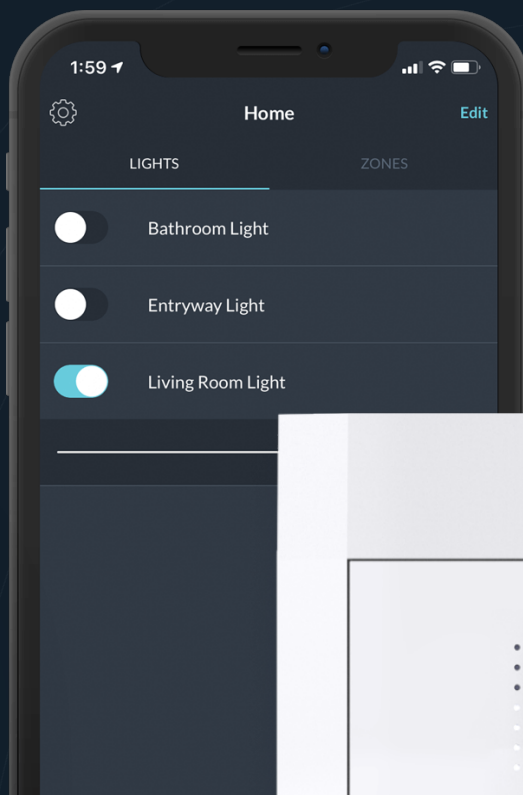 1:59
Home
Edit
LIGHTS
ZONES
Bathroom Light
Entryway Light
Living Room Light